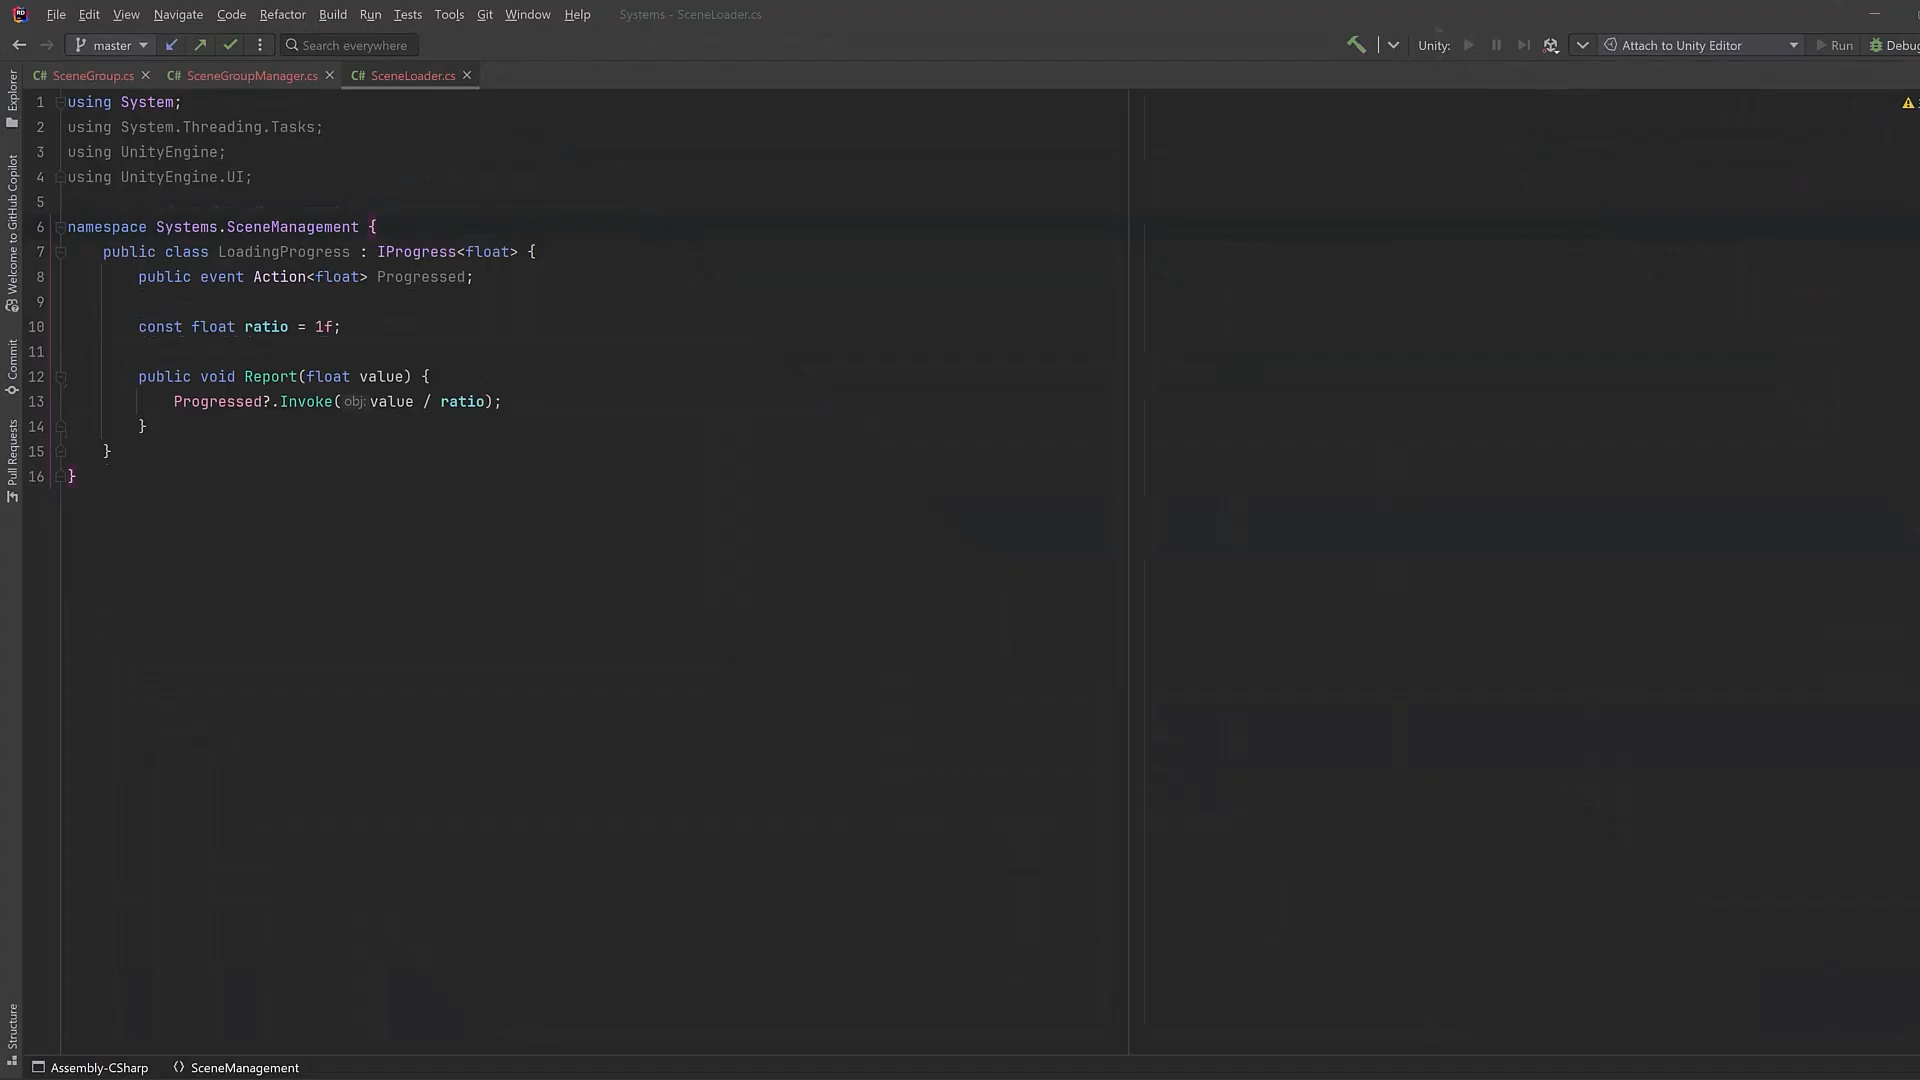 File Edit View Navigate Code Refactor Build Run Tests Tools Git Window Help Systems - SceneLoader.cs
master Search everywhere Unity: Attach to Unity Editor Run Debug
C# SceneGroup.cs C# SceneGroupManager.cs C# SceneLoader.cs
Explorer
Welcome to GitHub Copilot
Commit
Pull Requests
Structure
1 using System;
2 using System.Threading.Tasks;
3 using UnityEngine;
4 using UnityEngine.UI;
5
6 namespace Systems.SceneManagement {
7 public class LoadingProgress : IProgress<float> {
8 public event Action<float> Progressed;
9
10 const float ratio = 1f;
11
12 public void Report(float value) {
13 Progressed?.Invoke(obj: value / ratio);
14 }
15 }
16 }
Assembly-CSharp SceneManagement